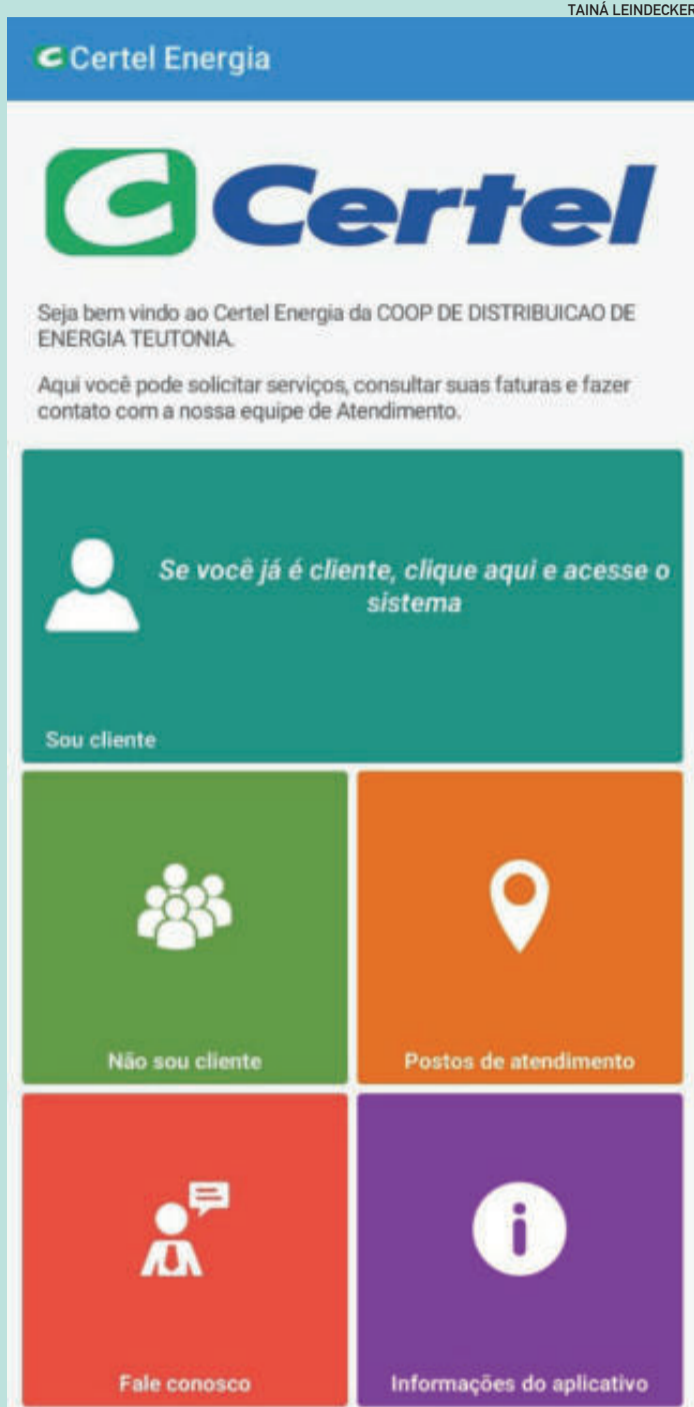 TAINÁ LEINDECKER
Certel Energia
Certel
Seja bem vindo ao Certel Energia da COOP DE DISTRIBUICAO DE
ENERGIA TEUTONIA.
Aqui você pode solicitar serviços, consultar suas faturas e fazer
contato com a nossa equipe de Atendimento.
Se você já é cliente, clique aqui e acesse o
sistema
Sou cliente
Não sou cliente
Postos de atendimento
Fale conosco
Informações do aplicativo